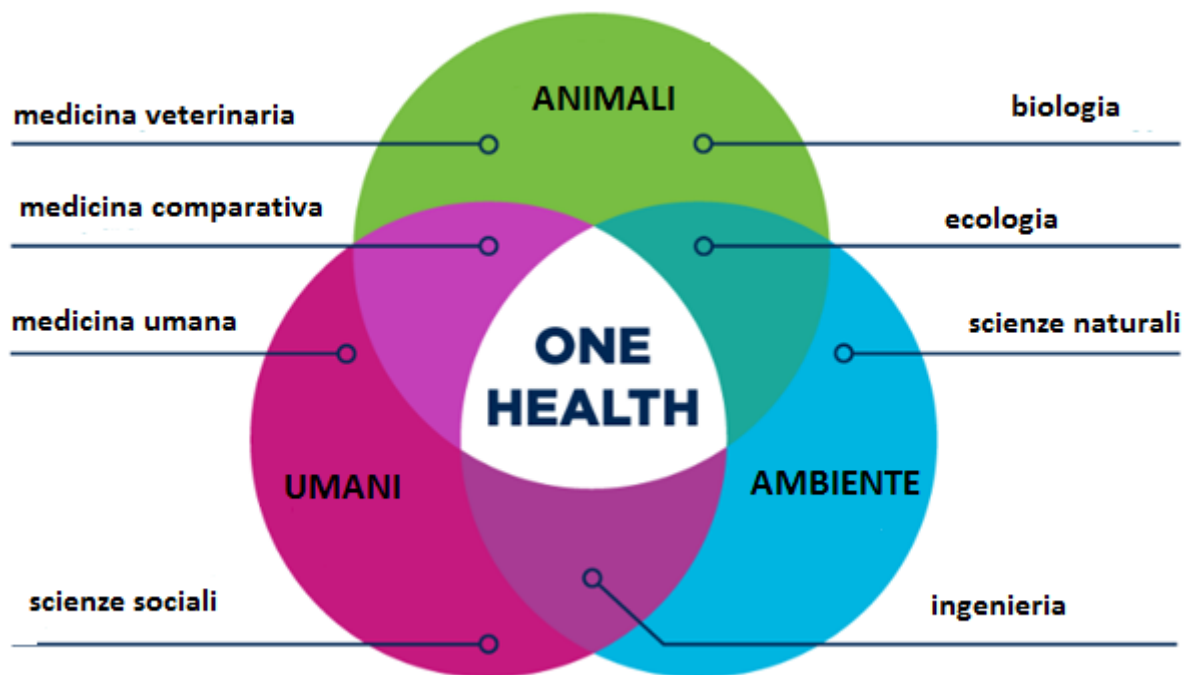 ANIMALI
medicina veterinaria
biologia
medicina comparativa
ecologia
medicina umana
scienze naturali
ONE
HEALTH
UMANI
AMBIENTE
scienze sociali
ingenieria